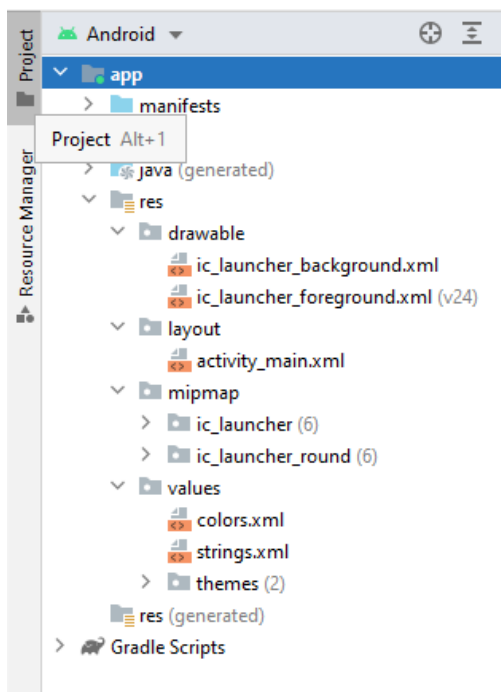 Project
Resource Manager
Android
app
manifests
Project Alt+1
java (generated)
res
drawable
ic_launcher_background.xml
ic_launcher_foreground.xml (v24)
layout
activity_main.xml
mipmap
ic_launcher (6)
ic_launcher_round (6)
values
colors.xml
strings.xml
themes (2)
res (generated)
Gradle Scripts